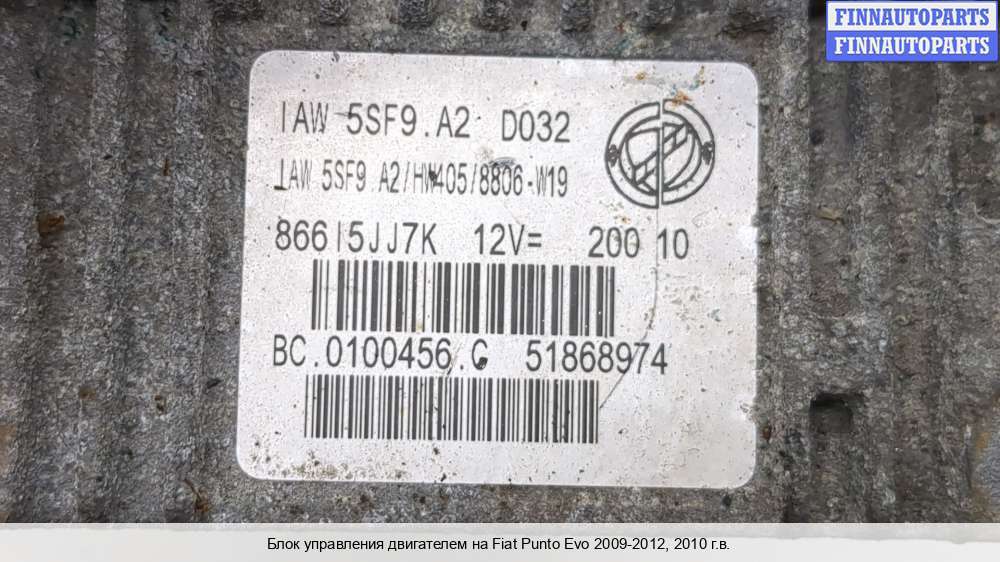 FINNAUTOPARTS
FINNAUTOPARTS
IAW 5SF9.A2 D032
IAW 5SF9 A2/HW405/8806-W19
866I5JJ7K 12V= 200 10
BC.0100456.G 51868974
Блок управления двигателем на Fiat Punto Evo 2009-2012, 2010 г.в.